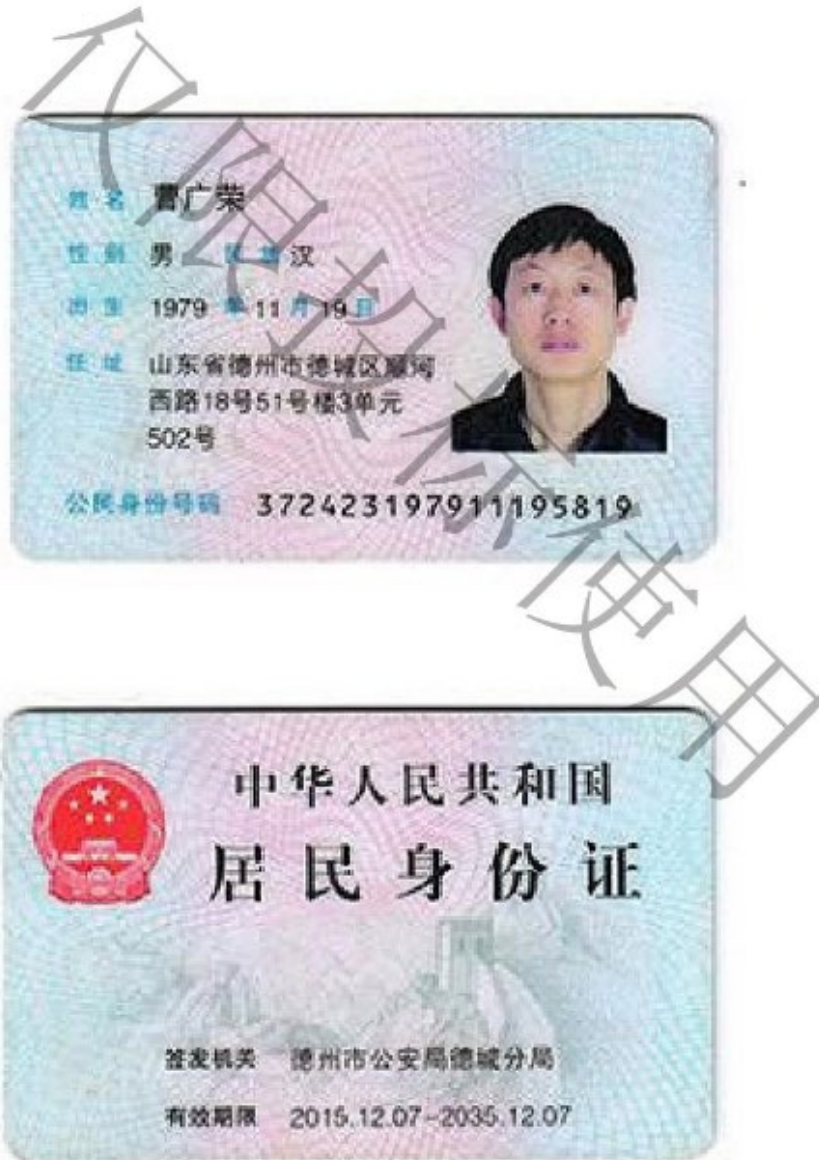 仅限投标使用
姓名 曹广荣
性别 男 民族 汉
出生 1979 年 11 月 19 日
住址 山东省德州市德城区顺河
西路18号51号楼3单元
502号
公民身份号码 372423197911195819
中华人民共和国
居民身份证
签发机关 德州市公安局德城分局
有效期限 2015.12.07-2035.12.07